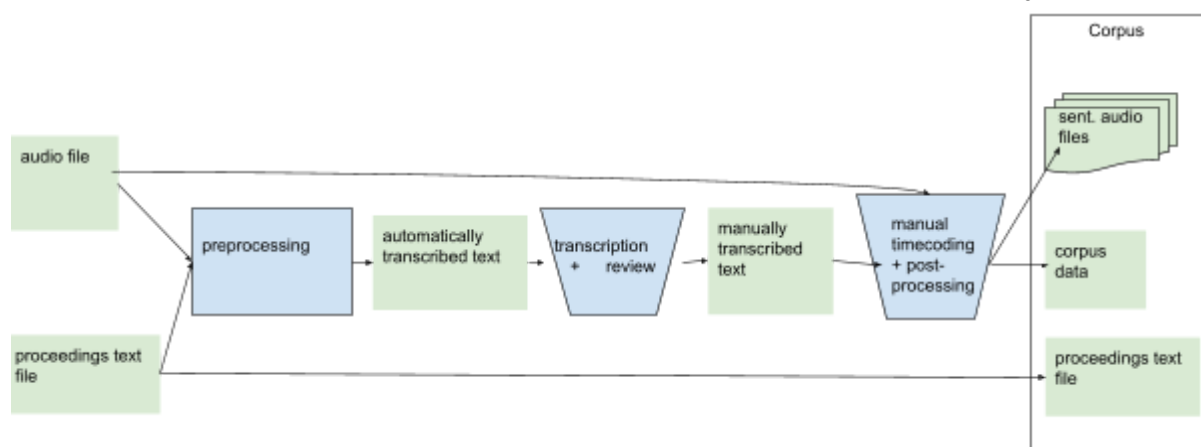 Corpus
sent. audio
files
audio file
preprocessing
automatically
transcribed text
transcription
+ review
manually
transcribed
text
manual
timecoding
+ post-
processing
corpus
data
proceedings text
file
proceedings text
file